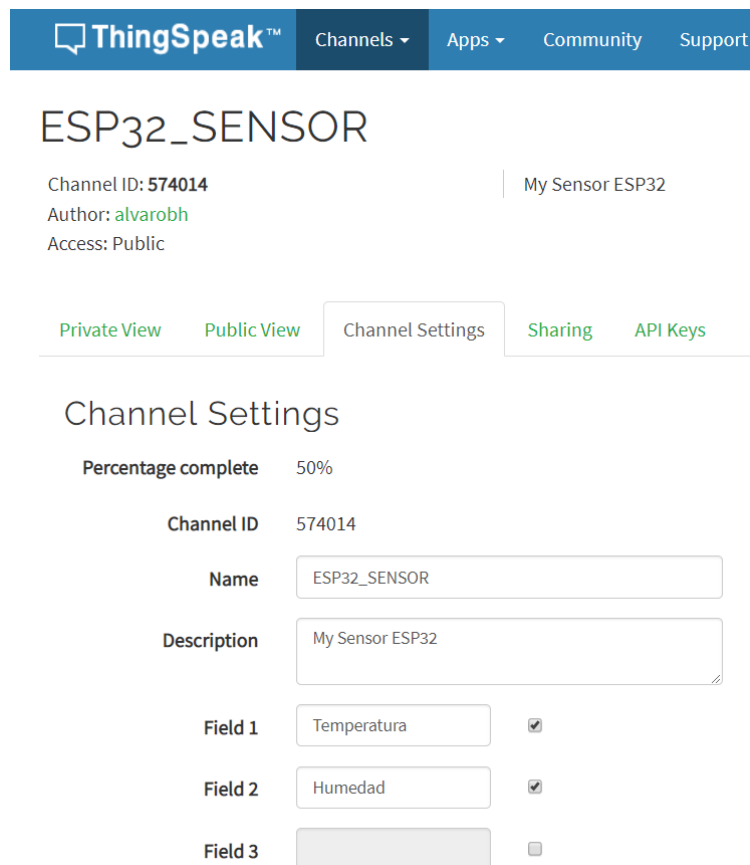 ThingSpeak™ Channels Apps Community Support
ESP32_SENSOR
Channel ID: 574014 My Sensor ESP32
Author: alvarobh
Access: Public
Private View Public View Channel Settings Sharing API Keys
Channel Settings
Percentage complete 50%
Channel ID 574014
Name ESP32_SENSOR
Description My Sensor ESP32
Field 1 Temperatura
Field 2 Humedad
Field 3